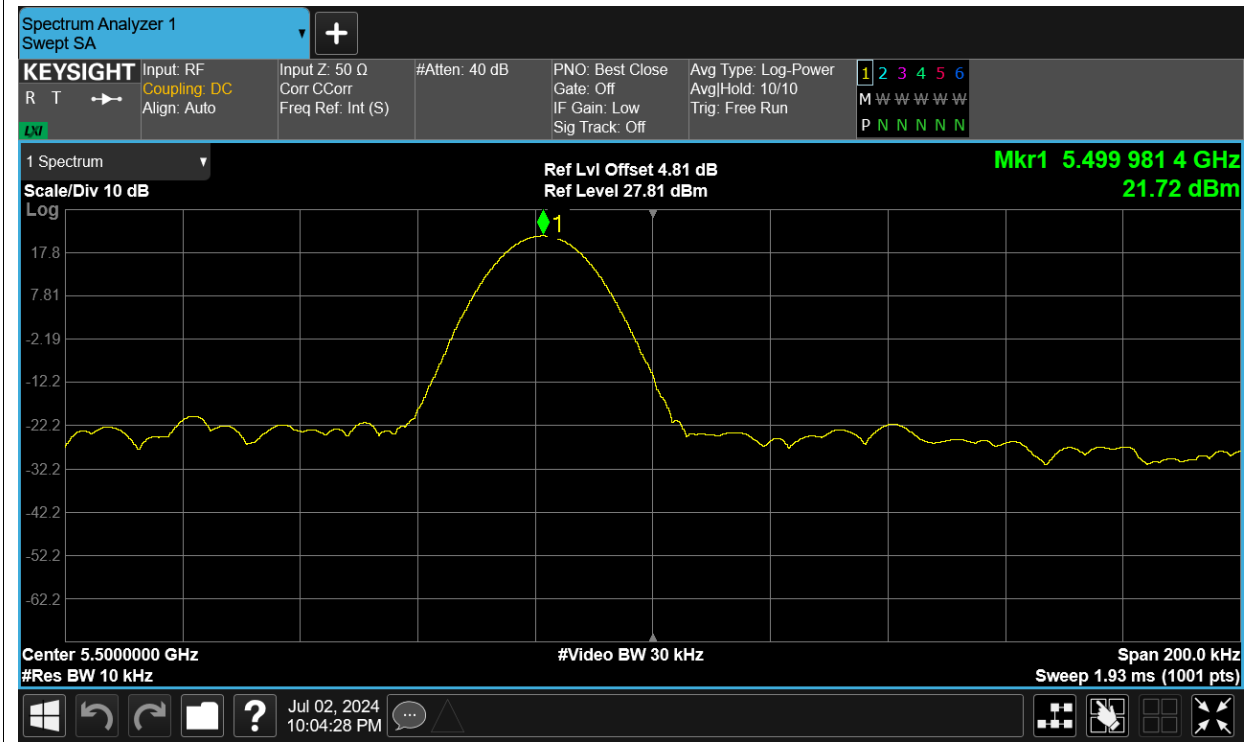 Spectrum Analyzer 1
Swept SA
+
KEYSIGHT
R T
LXI
Input: RF
Coupling: DC
Align: Auto
Input Z: 50 Ω
Corr CCorr
Freq Ref: Int (S)
#Atten: 40 dB
PNO: Best Close
Gate: Off
IF Gain: Low
Sig Track: Off
Avg Type: Log-Power
Avg|Hold: 10/10
Trig: Free Run
1 2 3 4 5 6
M W W W W W
P N N N N N
1 Spectrum
Scale/Div 10 dB
Log
Ref Lvl Offset 4.81 dB
Ref Level 27.81 dBm
Mkr1 5.499 981 4 GHz
21.72 dBm
1
17.8
7.81
-2.19
-12.2
-22.2
-32.2
-42.2
-52.2
-62.2
Center 5.5000000 GHz
#Res BW 10 kHz
#Video BW 30 kHz
Span 200.0 kHz
Sweep 1.93 ms (1001 pts)
?
Jul 02, 2024
10:04:28 PM